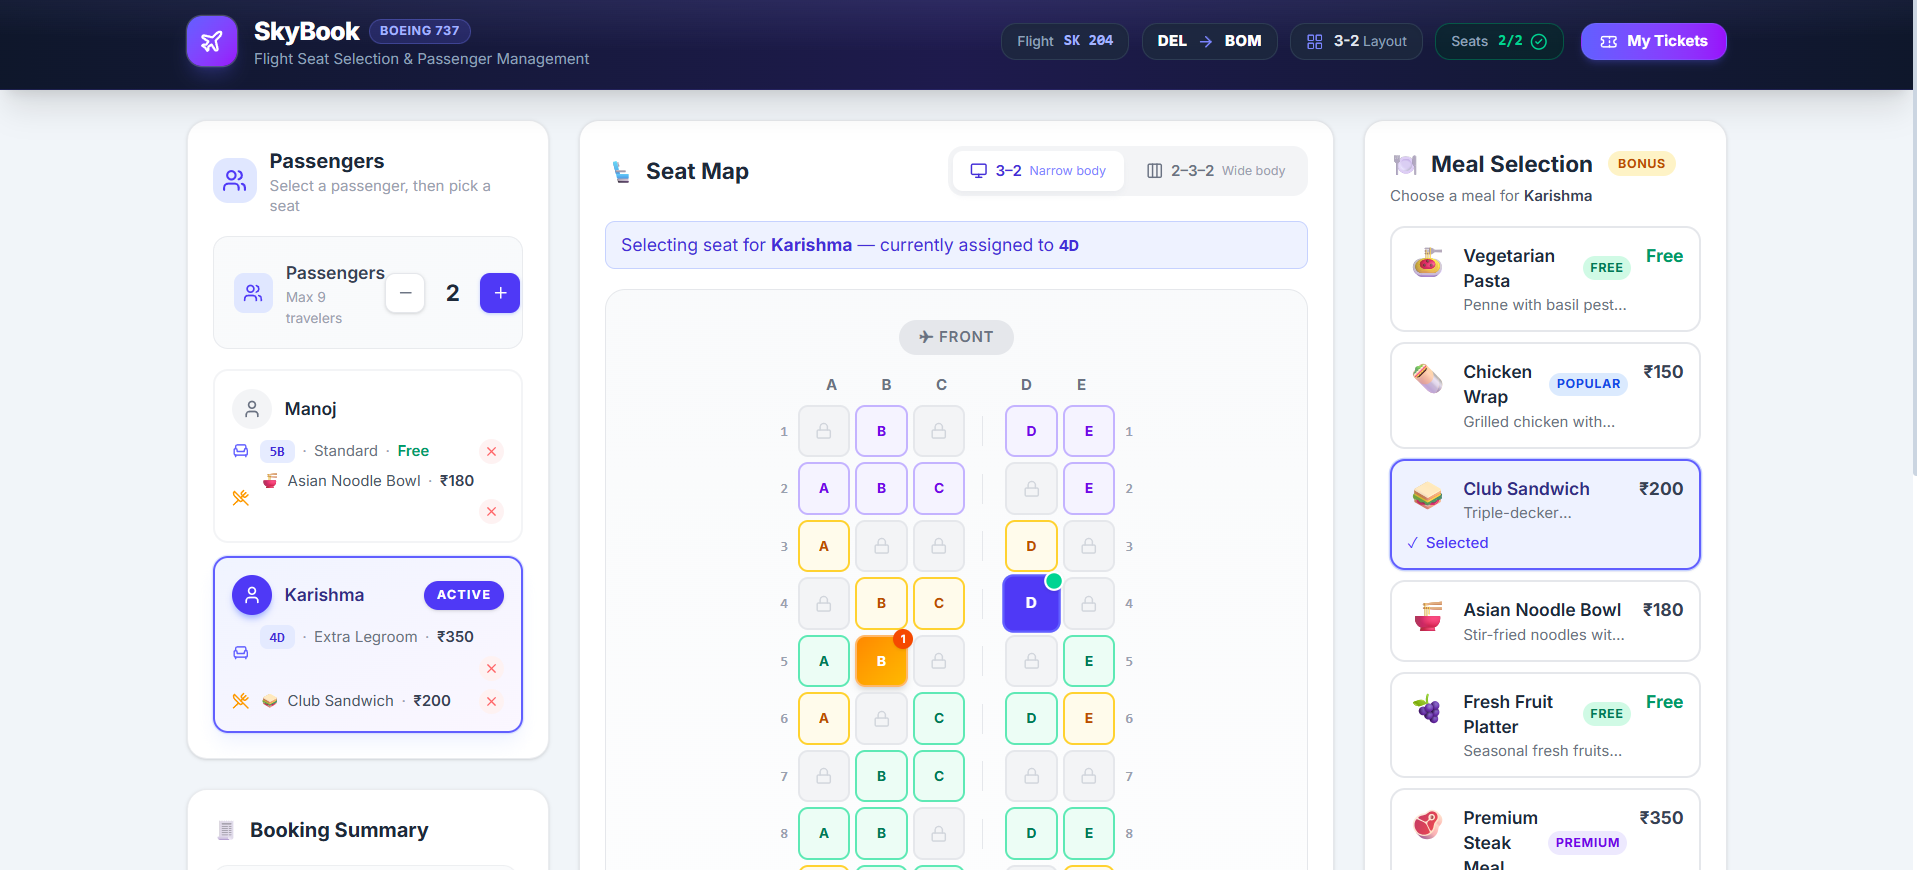 SkyBook BOEING 737
Flight Seat Selection & Passenger Management
Flight SK 204
DEL → BOM
3-2 Layout
Seats 2/2
My Tickets
Passengers
Select a passenger, then pick a
seat
Passengers
Max 9
travelers
− 2 +
Manoj
5B · Standard · Free
Asian Noodle Bowl · ₹180
Karishma ACTIVE
4D · Extra Legroom · ₹350
Club Sandwich · ₹200
Booking Summary
Seat Map
3−2 Narrow body
2−3−2 Wide body
Selecting seat for Karishma — currently assigned to 4D
✈ FRONT
A B C D E
1 B D E 1
2 A B C E 2
3 A D 3
4 B C D 4
5 A B 1 E 5
6 A C D E 6
7 B C 7
8 A B D E 8
Meal Selection BONUS
Choose a meal for Karishma
Vegetarian
Pasta
FREE
Free
Penne with basil pest...
Chicken
Wrap
POPULAR
₹150
Grilled chicken with...
Club Sandwich ₹200
Triple-decker...
✓ Selected
Asian Noodle Bowl ₹180
Stir-fried noodles wit...
Fresh Fruit
Platter
FREE
Free
Seasonal fresh fruits...
Premium
Steak
Meal
PREMIUM
₹350